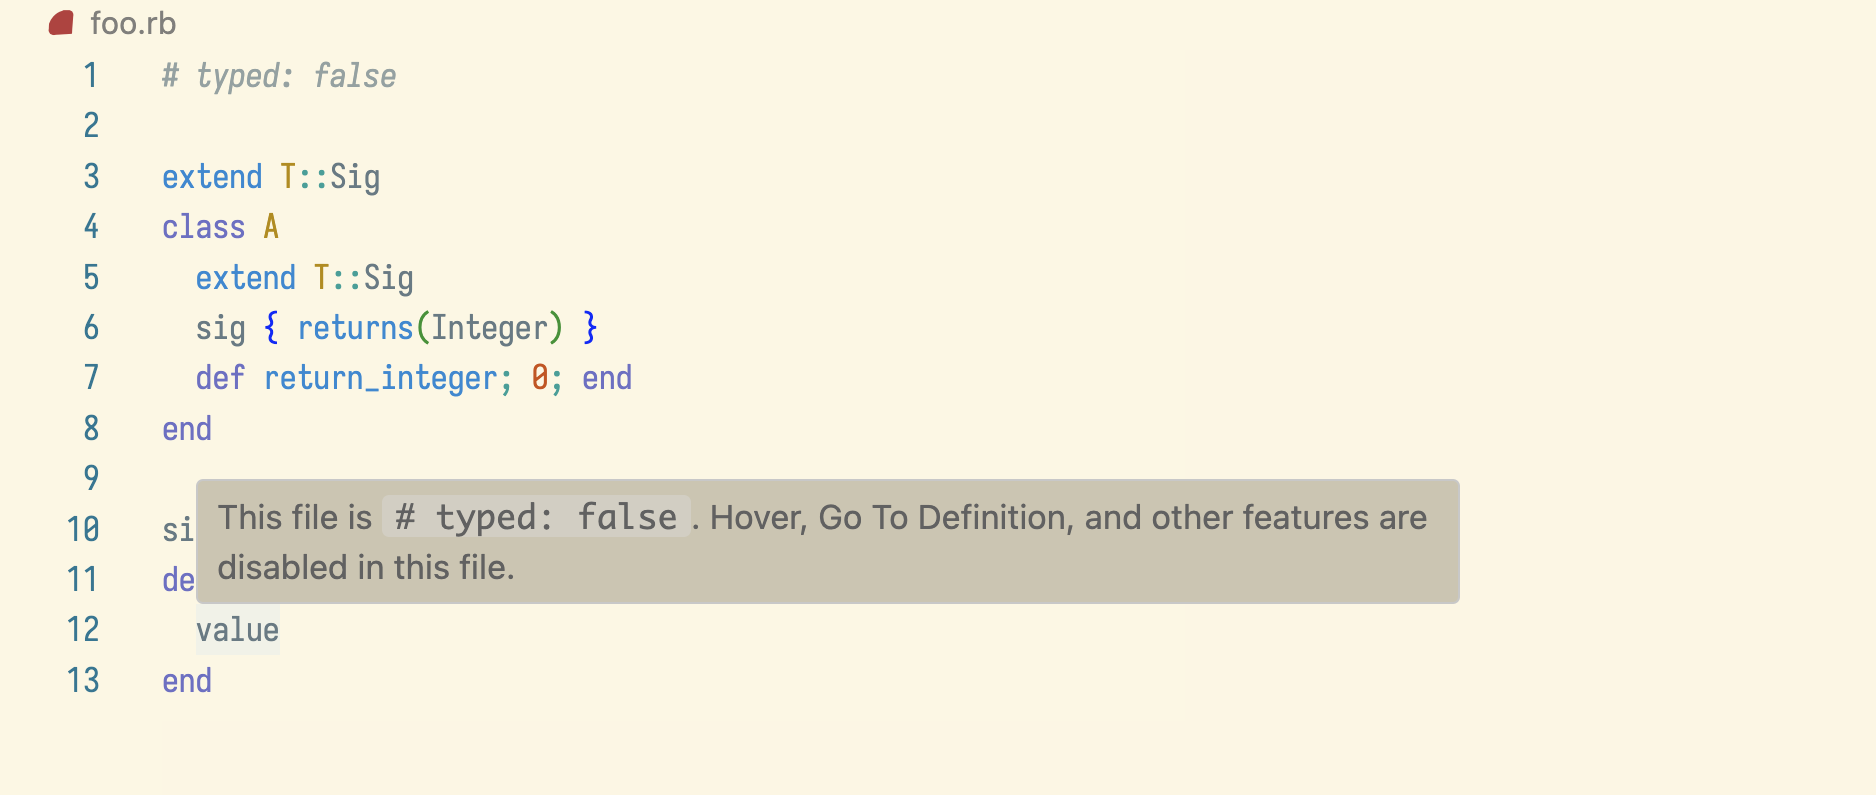 foo.rb
1 # typed: false
2
3 extend T::Sig
4 class A
5   extend T::Sig
6   sig { returns(Integer) }
7   def return_integer; 0; end
8 end
9
This file is # typed: false . Hover, Go To Definition, and other features are
disabled in this file.
10 si
11 de
12   value
13 end